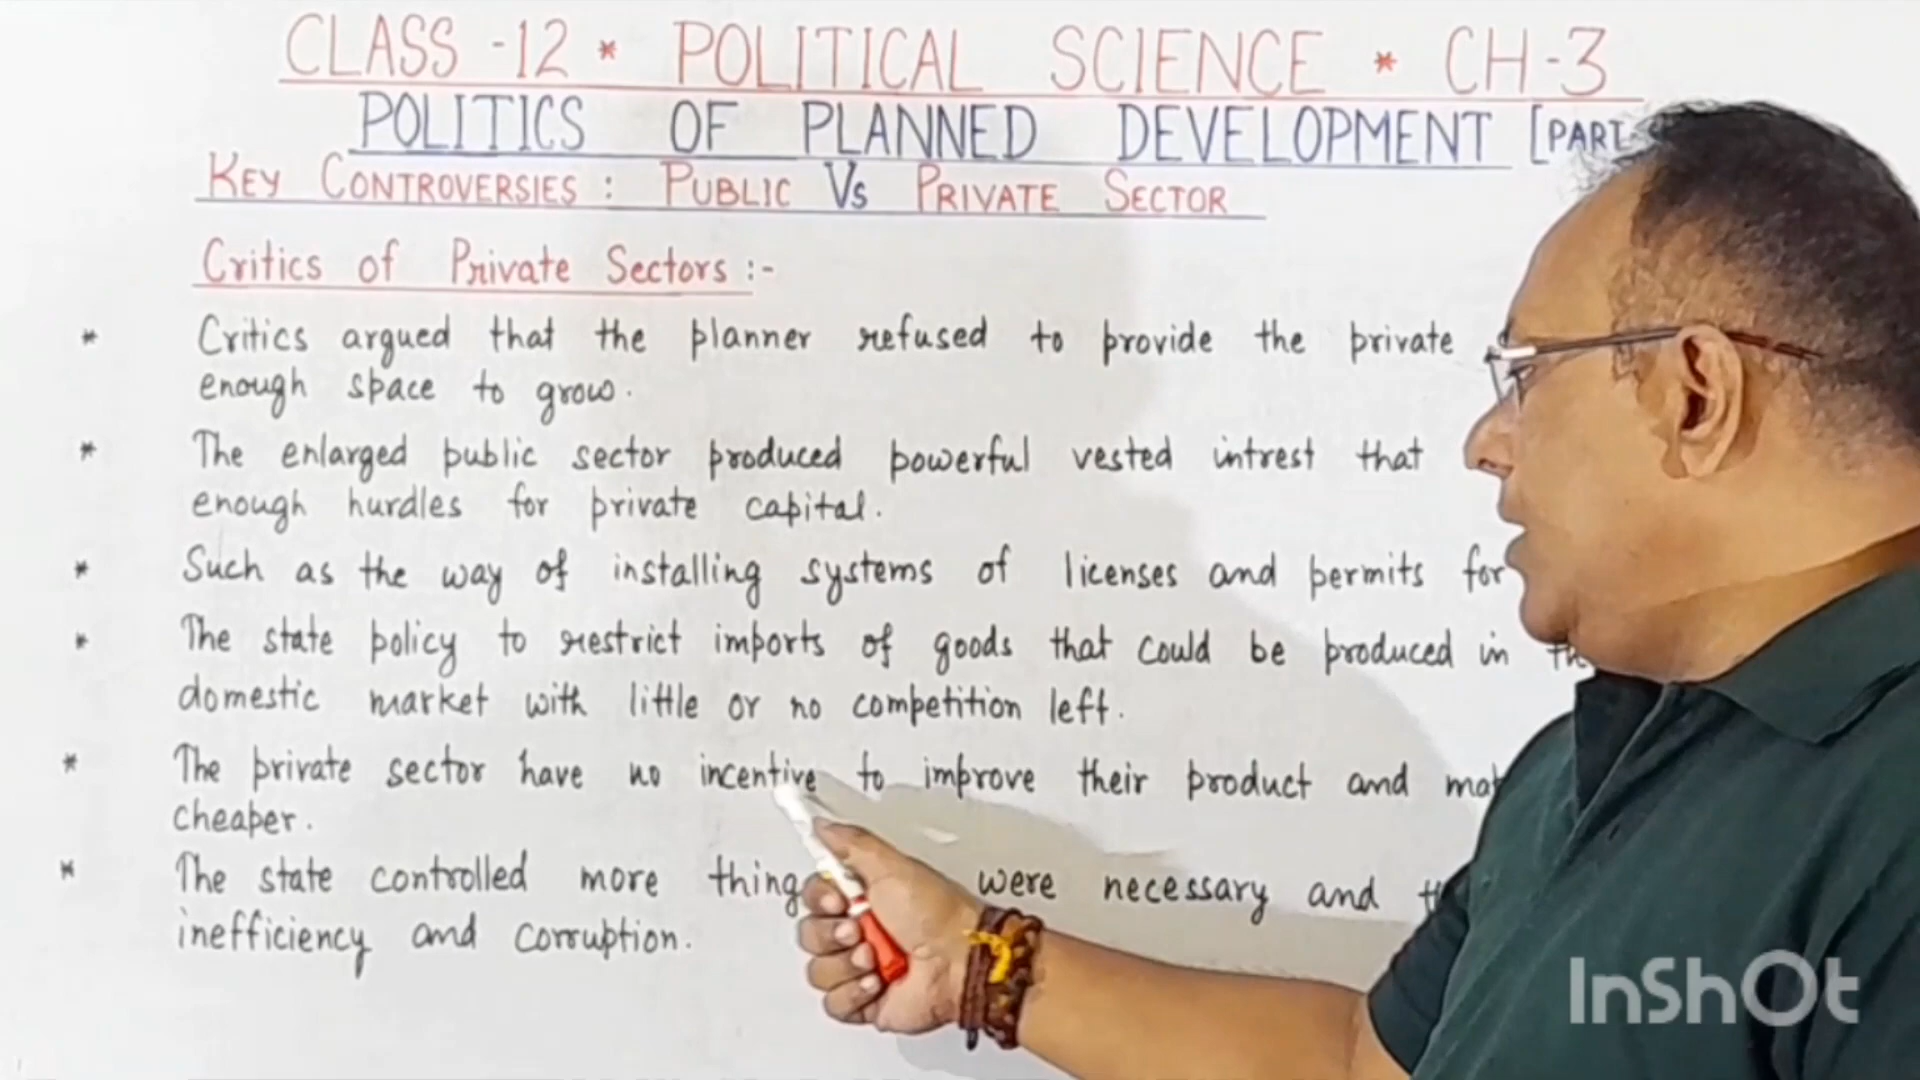 CLASS -12 * POLITICAL SCIENCE * CH-3
POLITICS OF PLANNED DEVELOPMENT [PART
KEY CONTROVERSIES : PUBLIC Vs PRIVATE SECTOR
Critics of Private Sectors :-
* Critics argued that the planner refused to provide the private
enough space to grow.
* The enlarged public sector produced powerful vested intrest that
enough hurdles for private capital.
* Such as the way of installing systems of licenses and permits for
* The state policy to restrict imports of goods that could be produced in
domestic market with little or no competition left.
* The private sector have no incentive to improve their product and
cheaper.
* The state controlled more were necessary and
inefficiency and corruption.
InShOt